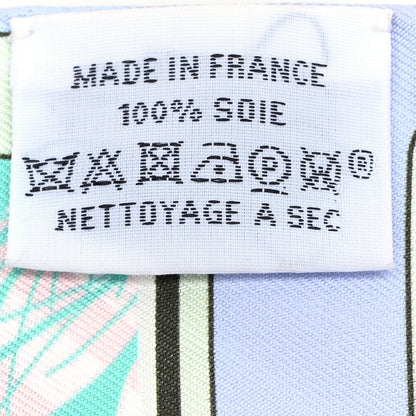 MADE IN FRANCE
100% SOIE
P ®
NETTOYAGE A SEC